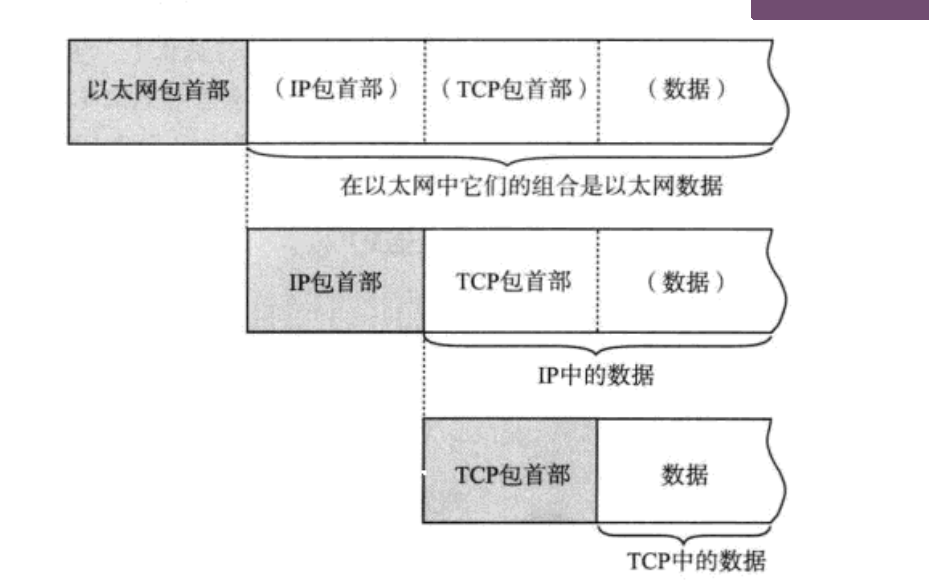 以太网包首部 （IP包首部） （TCP包首部） （数据）
在以太网中它们的组合是以太网数据
IP包首部 TCP包首部 （数据）
IP中的数据
TCP包首部 数据
TCP中的数据